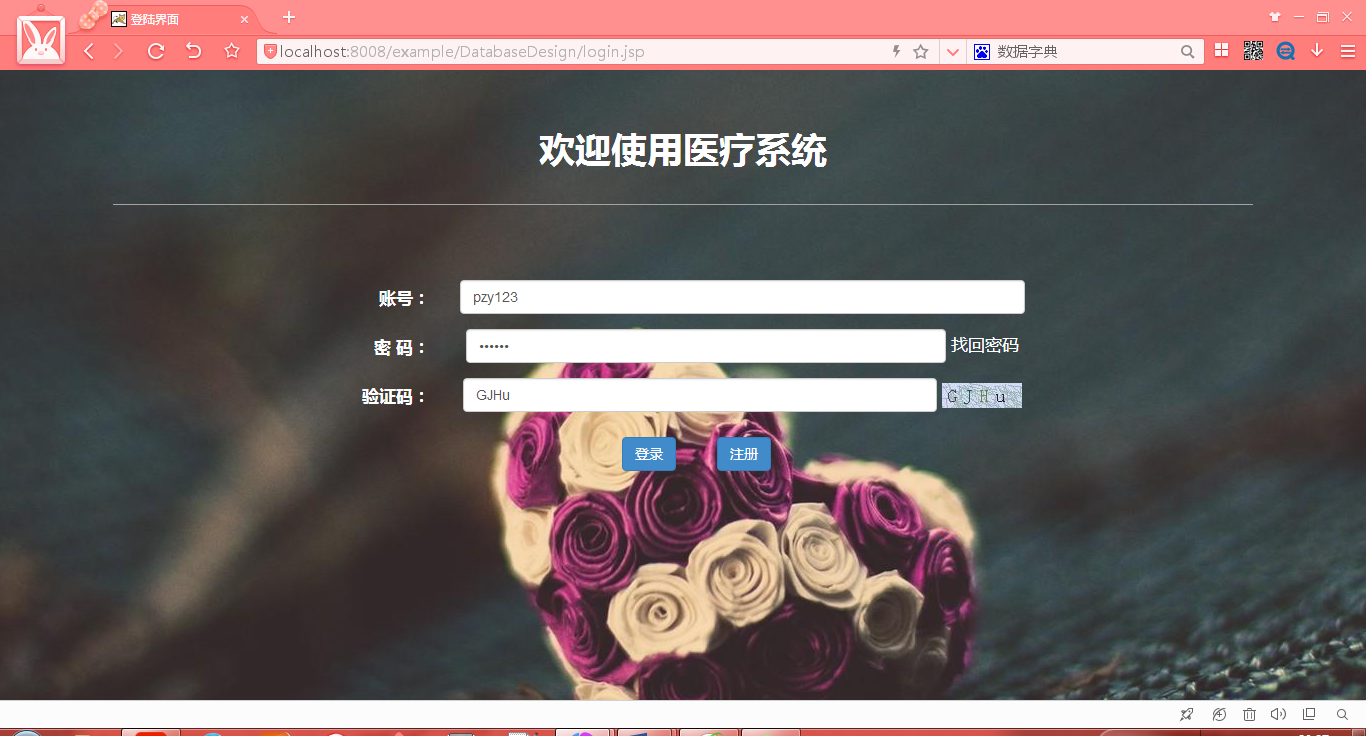 登陆界面
localhost:8008/example/DatabaseDesign/login.jsp
数据字典
欢迎使用医疗系统
账号：
pzy123
密 码：
••••••
找回密码
验证码：
GJHu
GJHu
登录
注册